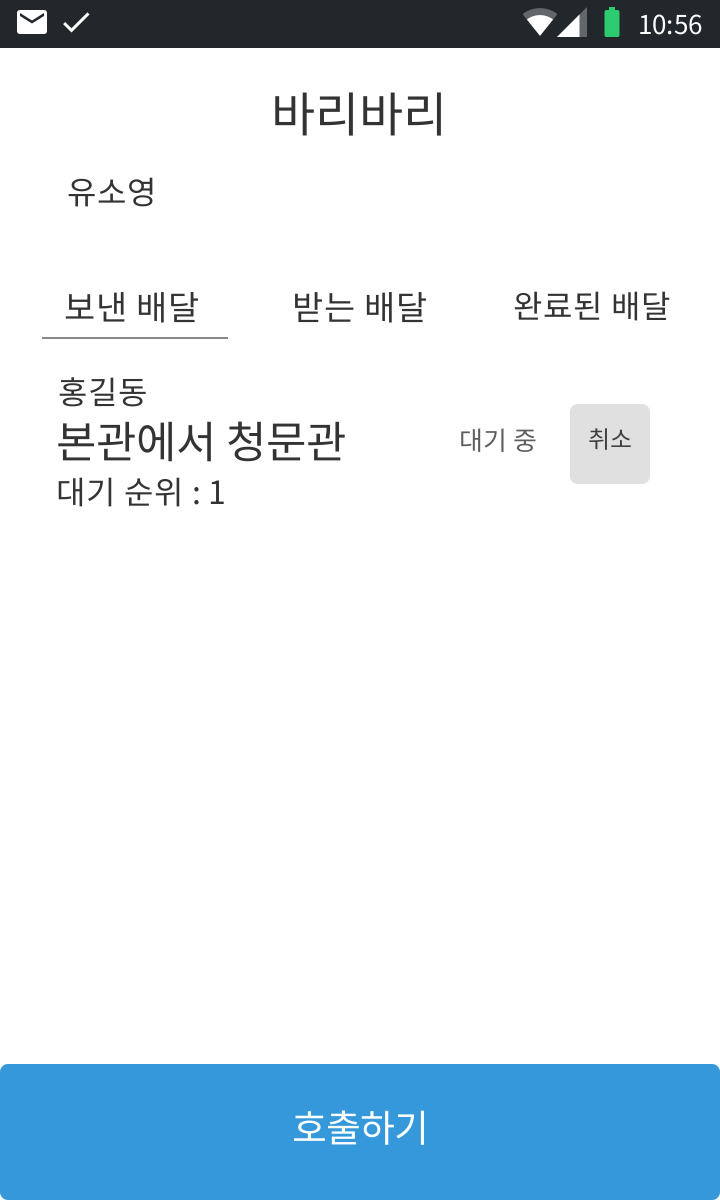 10:56
바리바리
유소영
보낸 배달 받는 배달 완료된 배달
홍길동
본관에서 청문관
대기 순위 : 1
대기 중
취소
호출하기